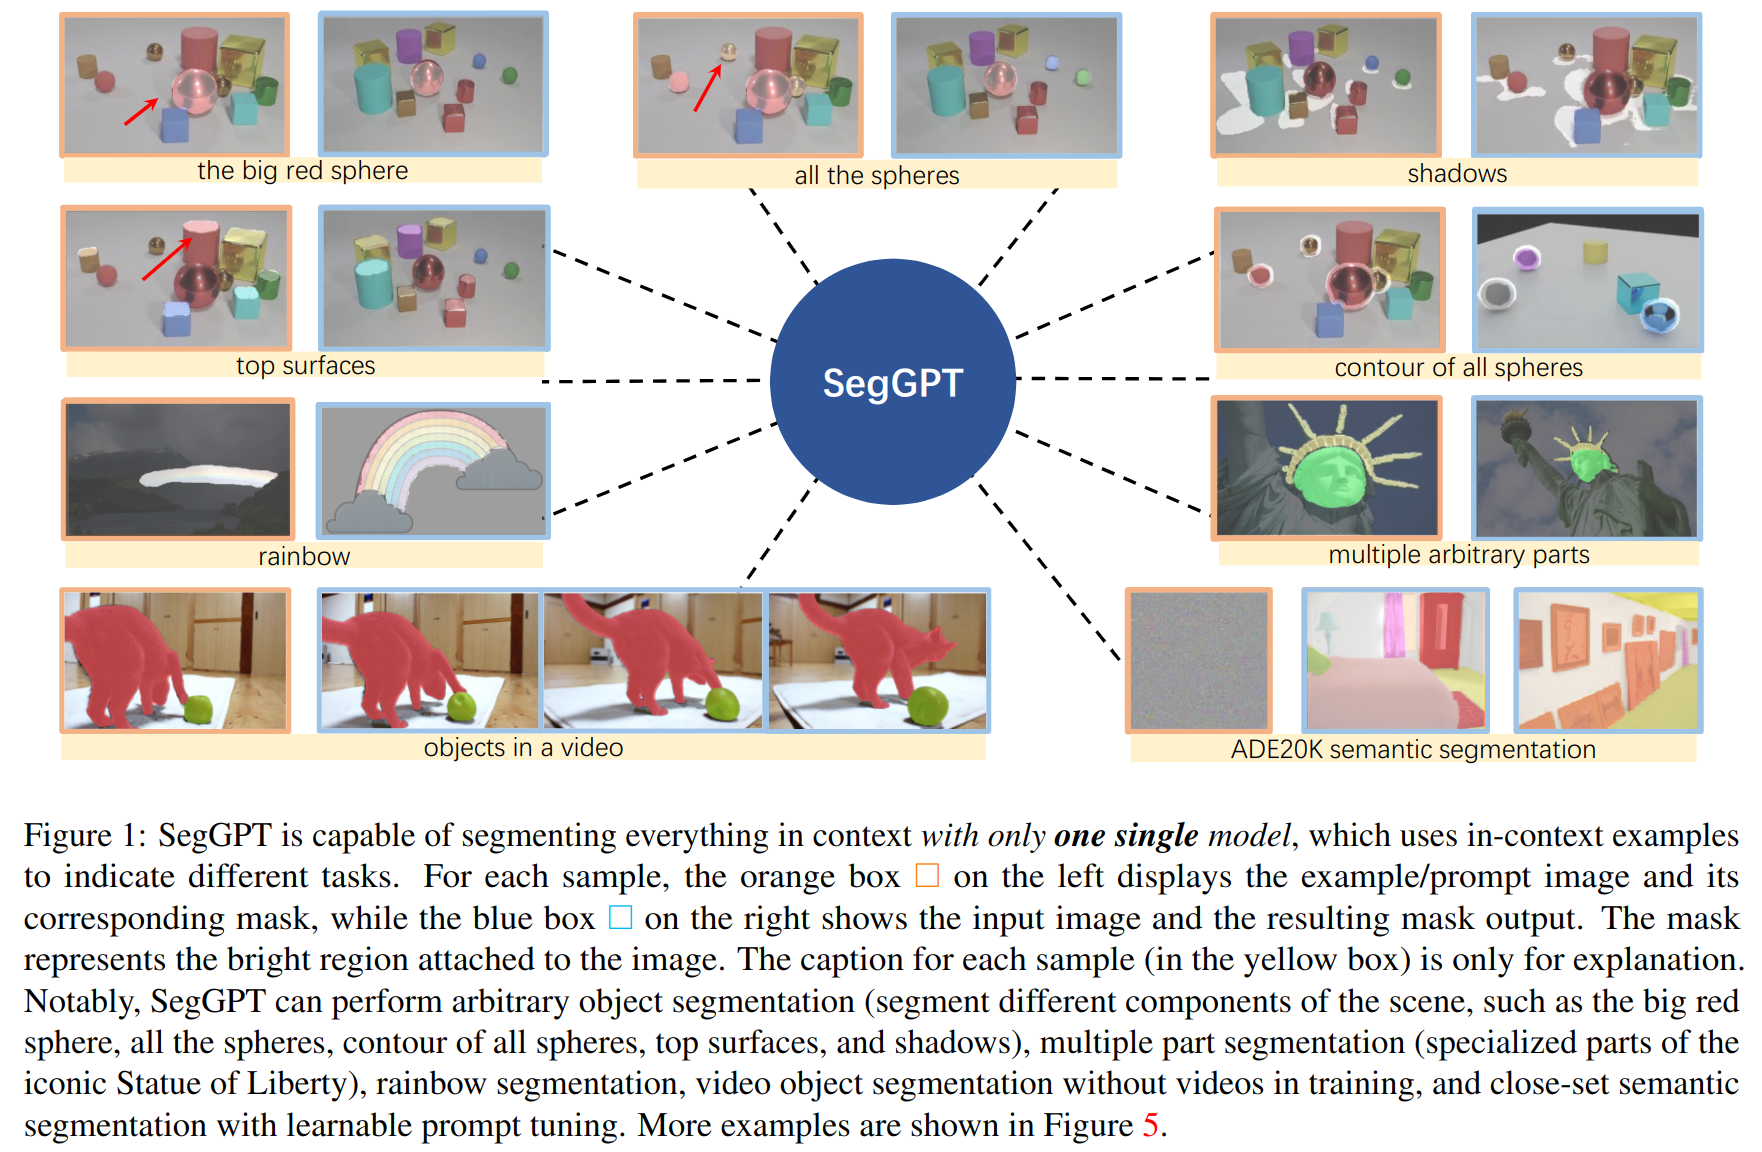 the big red sphere
all the spheres
shadows
top surfaces
SegGPT
contour of all spheres
rainbow
multiple arbitrary parts
objects in a video
ADE20K semantic segmentation
Figure 1: SegGPT is capable of segmenting everything in context with only one single model, which uses in-context examples
to indicate different tasks. For each sample, the orange box □ on the left displays the example/prompt image and its
corresponding mask, while the blue box □ on the right shows the input image and the resulting mask output. The mask
represents the bright region attached to the image. The caption for each sample (in the yellow box) is only for explanation.
Notably, SegGPT can perform arbitrary object segmentation (segment different components of the scene, such as the big red
sphere, all the spheres, contour of all spheres, top surfaces, and shadows), multiple part segmentation (specialized parts of the
iconic Statue of Liberty), rainbow segmentation, video object segmentation without videos in training, and close-set semantic
segmentation with learnable prompt tuning. More examples are shown in Figure 5.